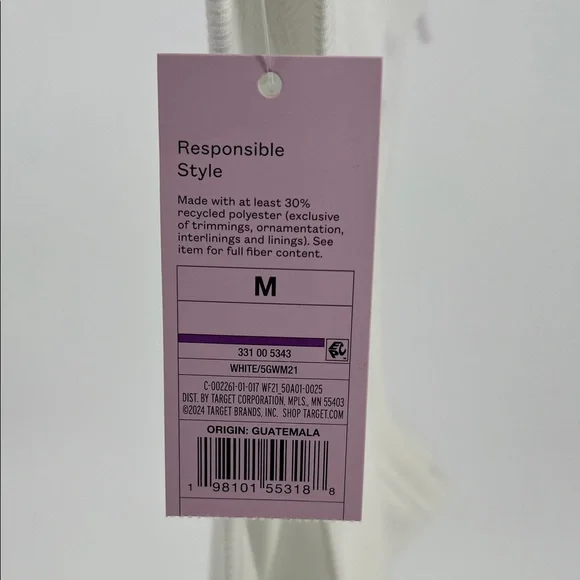 Responsible
Style
Made with at least 30%
recycled polyester (exclusive
of trimmings, ornamentation,
interlinings and linings). See
item for full fiber content.
M
331 00 5343
WHITE/5GWM21
C-002261-01-017 WF21_50A01-0025
DIST. BY TARGET CORPORATION, MPLS., MN 55403
©2024 TARGET BRANDS, INC. SHOP TARGET.COM
ORIGIN: GUATEMALA
1 98101 55318 8